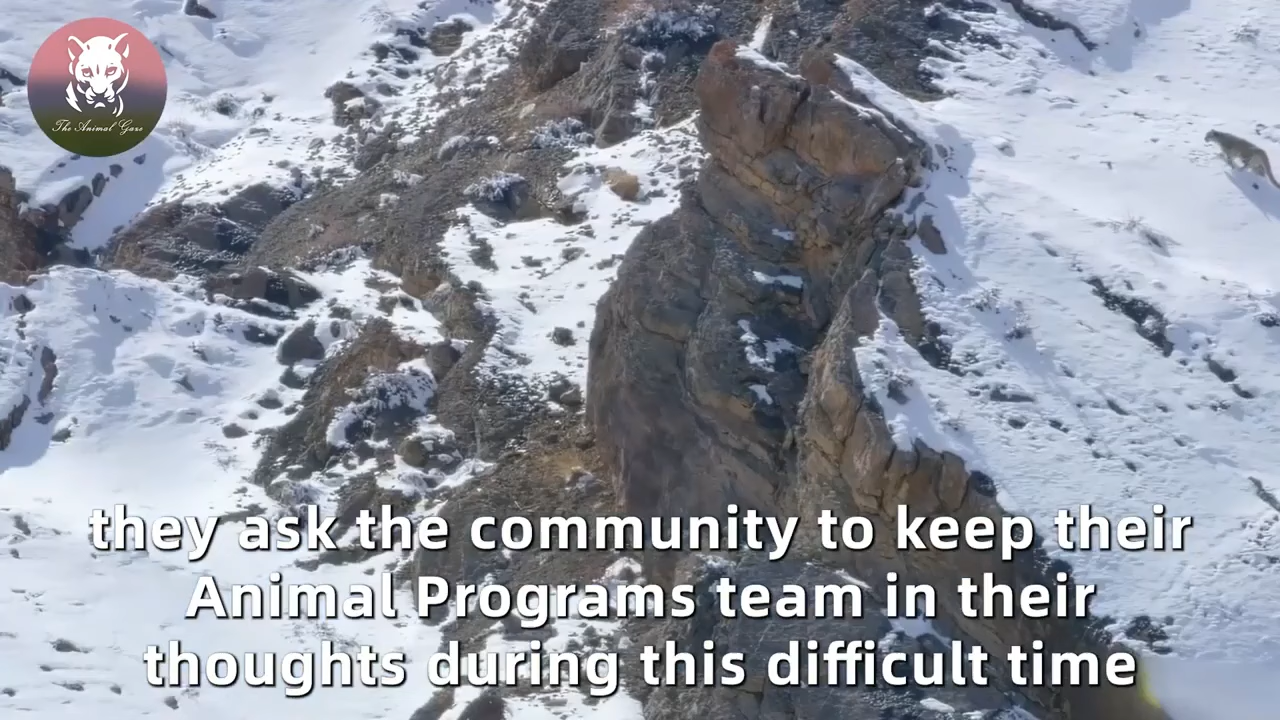 The Animal Gaze
they ask the community to keep their
Animal Programs team in their
thoughts during this difficult time